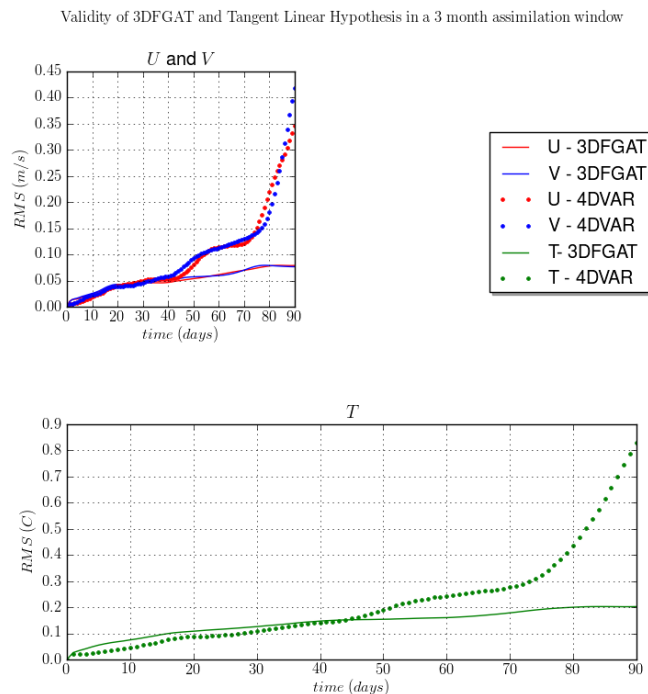 Validity of 3DFGAT and Tangent Linear Hypothesis in a 3 month assimilation window
U and V
0.45
0.40
0.35
0.30
0.25
0.20
0.15
0.10
0.05
0.00
RMS (m/s)
0 10 20 30 40 50 60 70 80 90
time (days)
U - 3DFGAT
V - 3DFGAT
U - 4DVAR
V - 4DVAR
T- 3DFGAT
T - 4DVAR
T
0.9
0.8
0.7
0.6
0.5
0.4
0.3
0.2
0.1
0.0
RMS (C)
0 10 20 30 40 50 60 70 80 90
time (days)